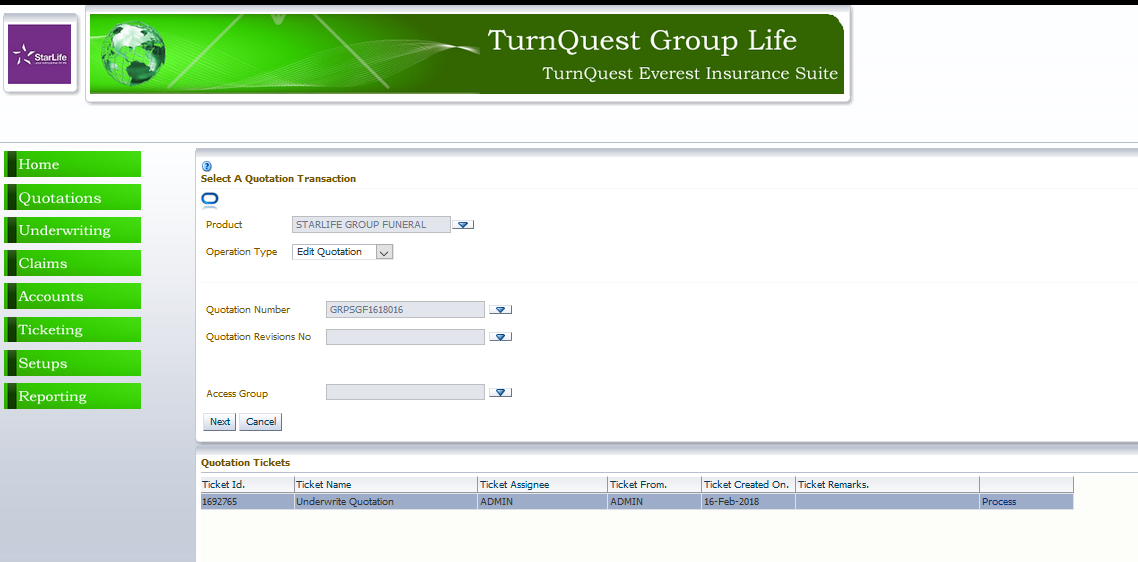 StarLife
TurnQuest Group Life
TurnQuest Everest Insurance Suite
Home
Quotations
Underwriting
Claims
Accounts
Ticketing
Setups
Reporting
Select A Quotation Transaction
Product STARLIFE GROUP FUNERAL
Operation Type Edit Quotation
Quotation Number GRPSGF1618016
Quotation Revisions No
Access Group
Next Cancel
Quotation Tickets
Ticket Id. Ticket Name Ticket Assignee Ticket From. Ticket Created On. Ticket Remarks.
1692765 Underwrite Quotation ADMIN ADMIN 16-Feb-2018 Process